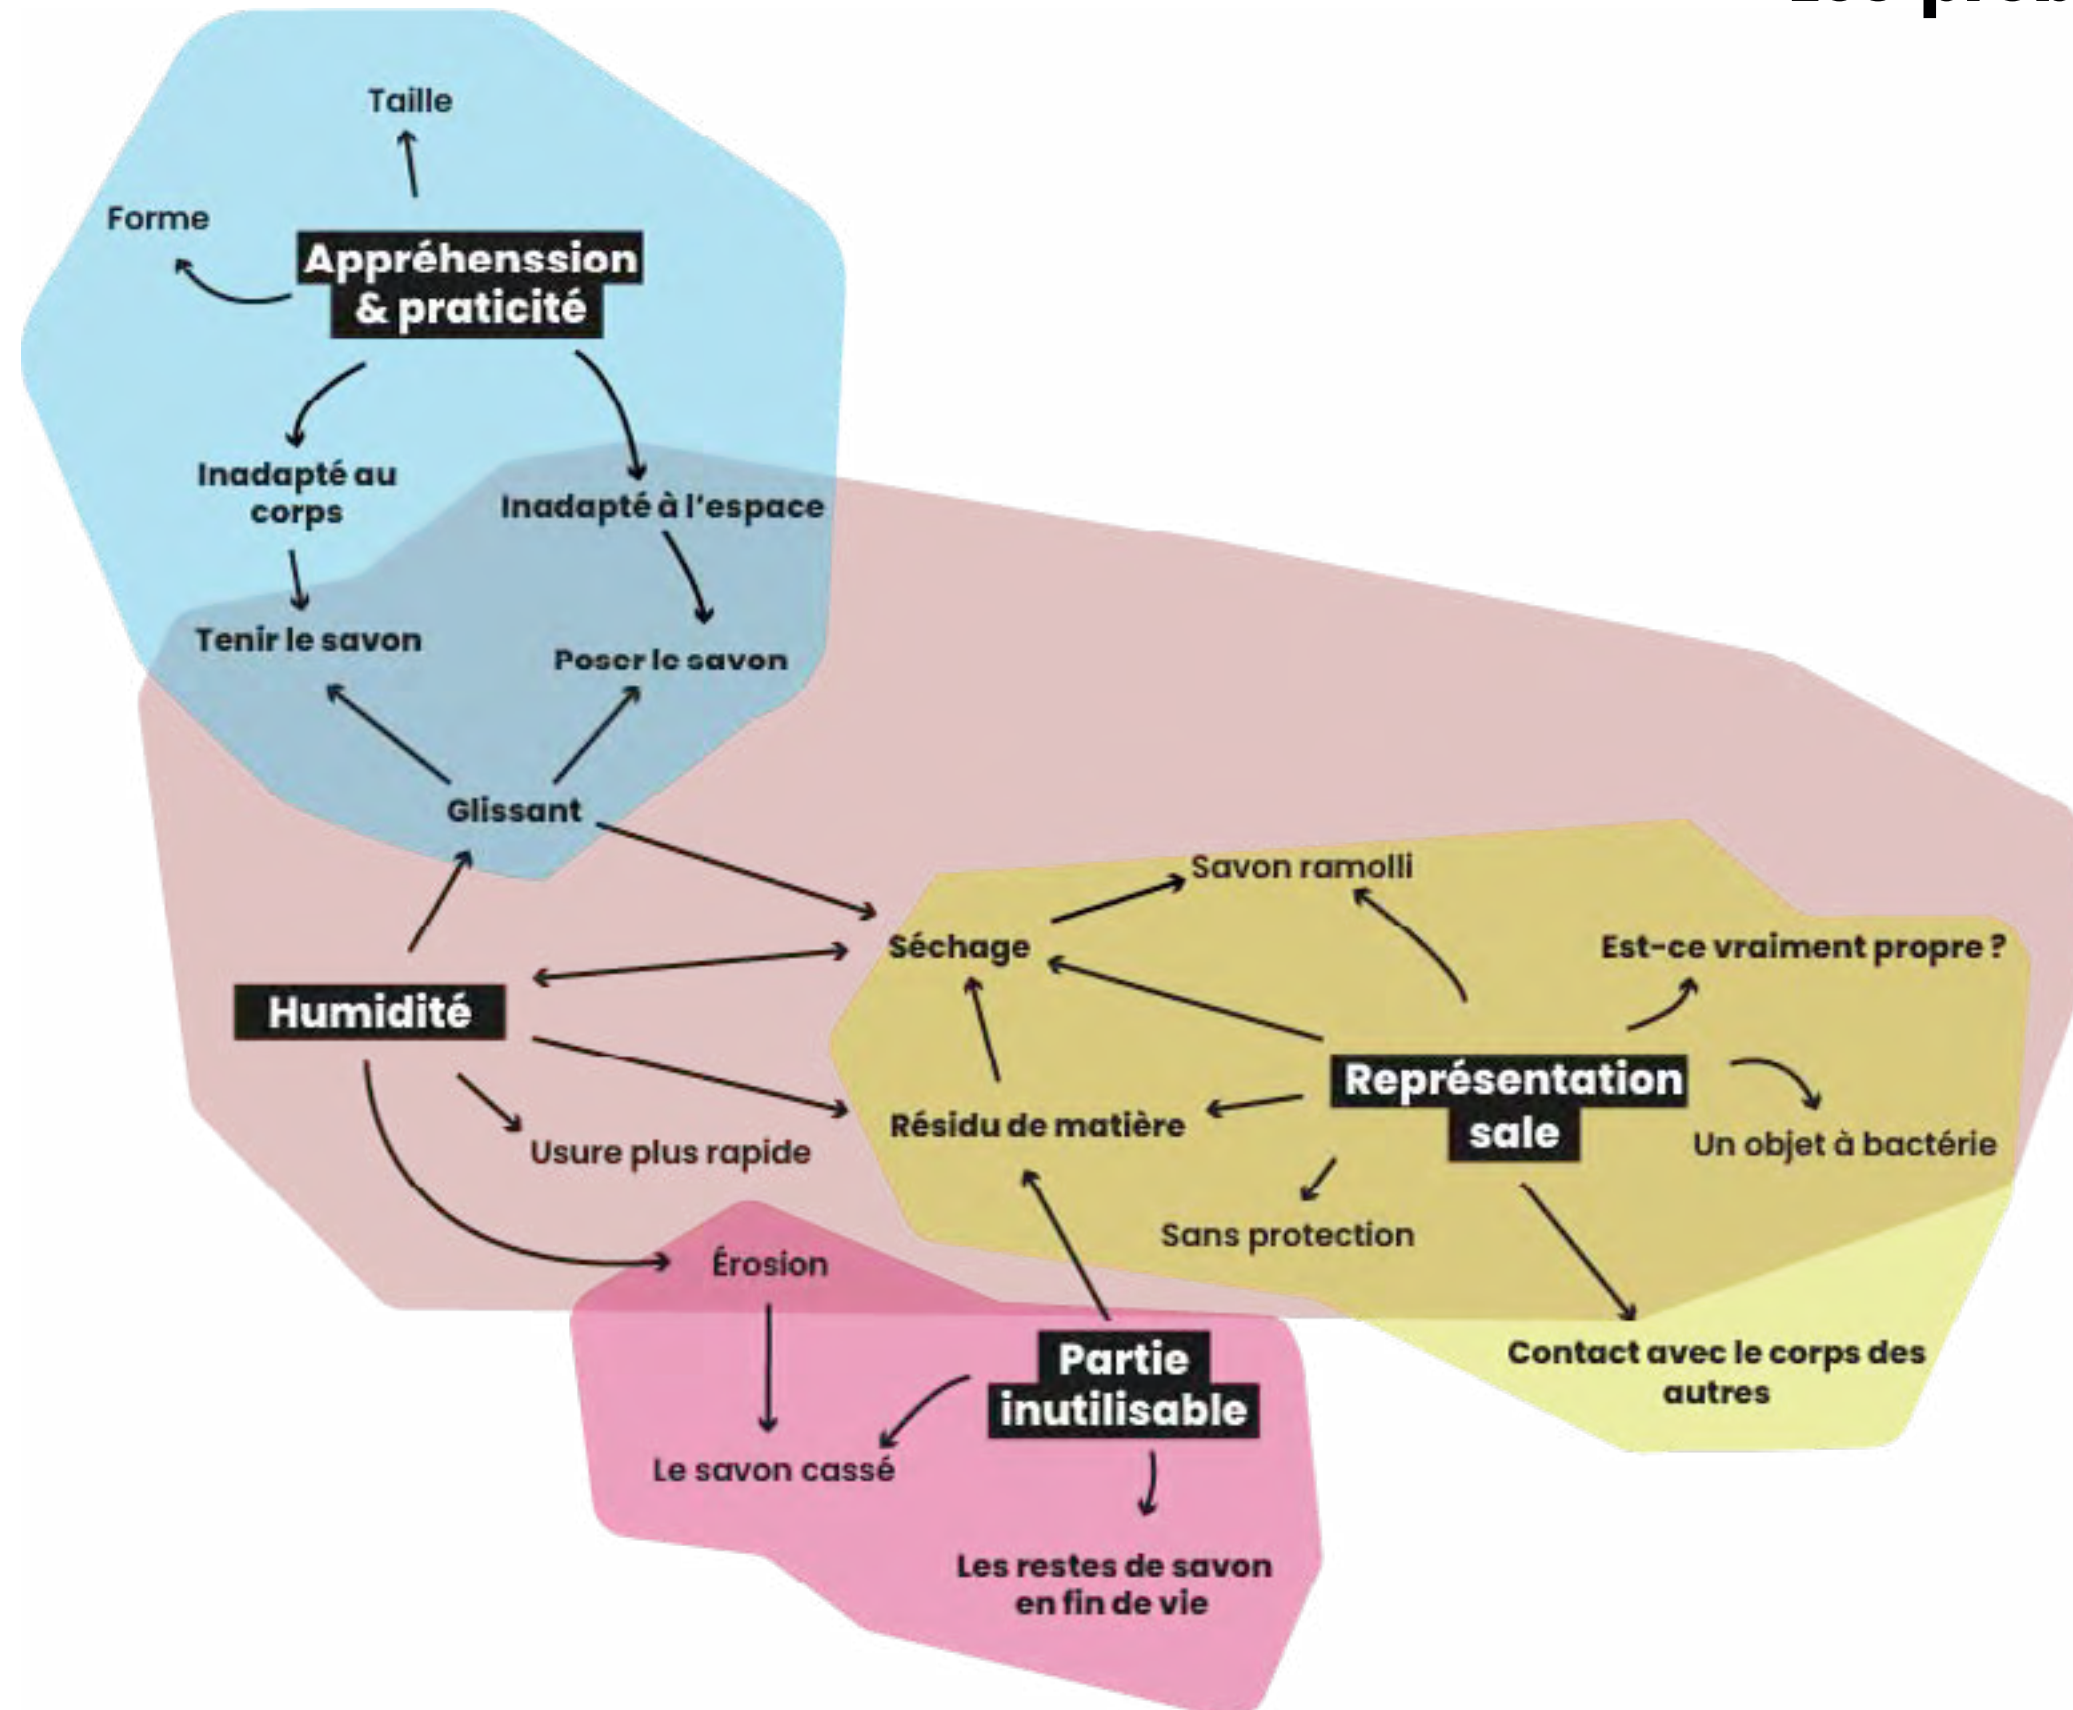 Taille
Forme
Appréhenssion
& praticité
Inadapté au
corps
Inadapté à l'espace
Tenir le savon
Poser le savon
Glissant
Savon ramolli
Séchage
Est-ce vraiment propre ?
Humidité
Représentation
sale
Résidu de matière
Un objet à bactérie
Usure plus rapide
Sans protection
Érosion
Partie
inutilisable
Contact avec le corps des
autres
Le savon cassé
Les restes de savon
en fin de vie